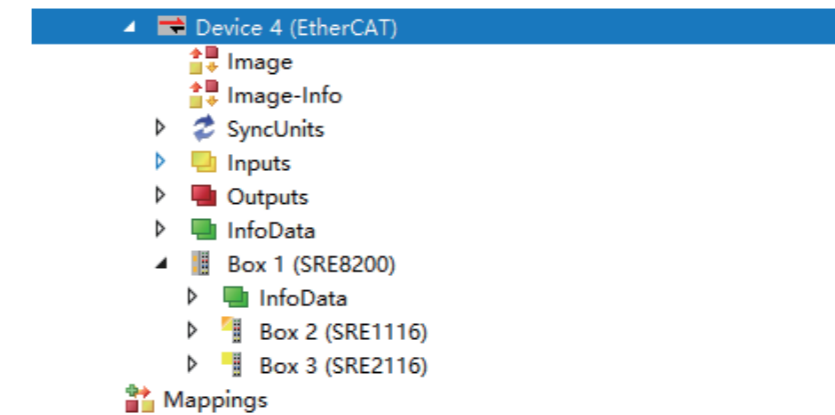 Device 4 (EtherCAT)
Image
Image-Info
SyncUnits
Inputs
Outputs
InfoData
Box 1 (SRE8200)
InfoData
Box 2 (SRE1116)
Box 3 (SRE2116)
Mappings